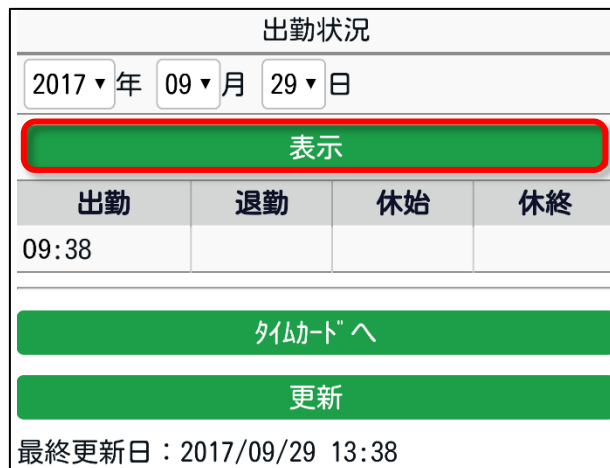 出勤状況
2017▼年 09▼月 29▼日
表示
出勤 退勤 休始 休終
09:38
ﾀｲﾑｶｰﾄﾞへ
更新
最終更新日：2017/09/29 13:38